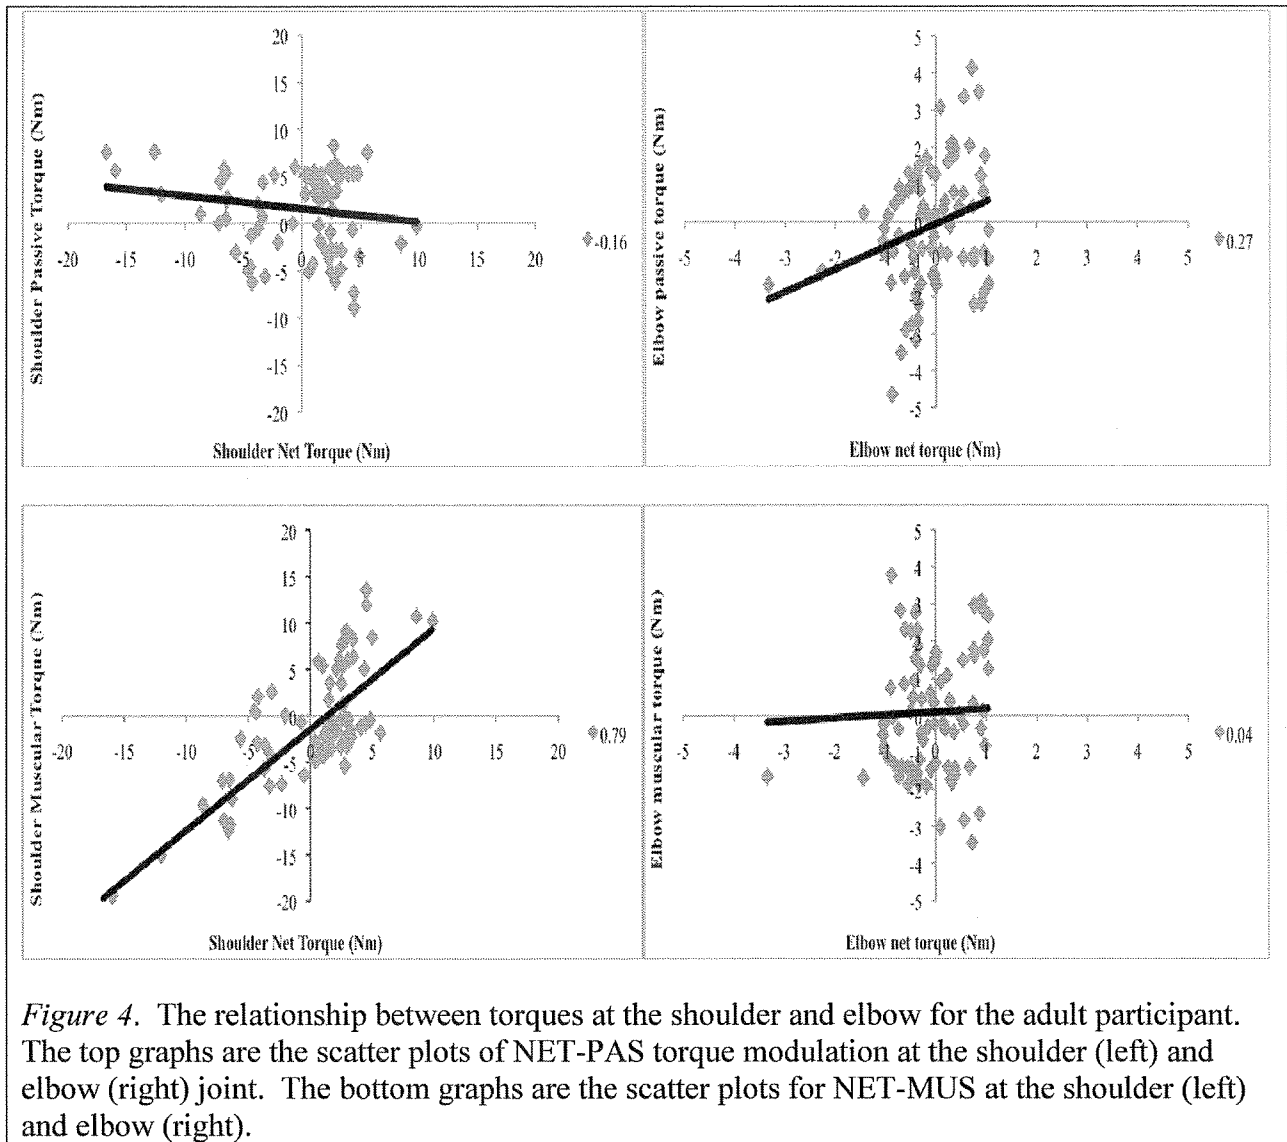 Shoulder Passive Torque (Nm)
20
15
10
5
0
-5
-10
-15
-20
-20 -15 -10 -5 0 5 10 15 20
-0.16
Shoulder Net Torque (Nm)
Elbow passive torque (Nm)
5
4
3
2
1
0
-1
-2
-3
-4
-5
-5 -4 -3 -2 -1 0 1 2 3 4 5
0.27
Elbow net torque (Nm)
Shoulder Muscular Torque (Nm)
20
15
10
5
0
-5
-10
-15
-20
-20 -15 -10 -5 0 5 10 15 20
0.79
Shoulder Net Torque (Nm)
Elbow muscular torque (Nm)
5
4
3
2
1
0
-1
-2
-3
-4
-5
-5 -4 -3 -2 -1 0 1 2 3 4 5
0.04
Elbow net torque (Nm)
Figure 4. The relationship between torques at the shoulder and elbow for the adult participant.
The top graphs are the scatter plots of NET-PAS torque modulation at the shoulder (left) and
elbow (right) joint. The bottom graphs are the scatter plots for NET-MUS at the shoulder (left)
and elbow (right).